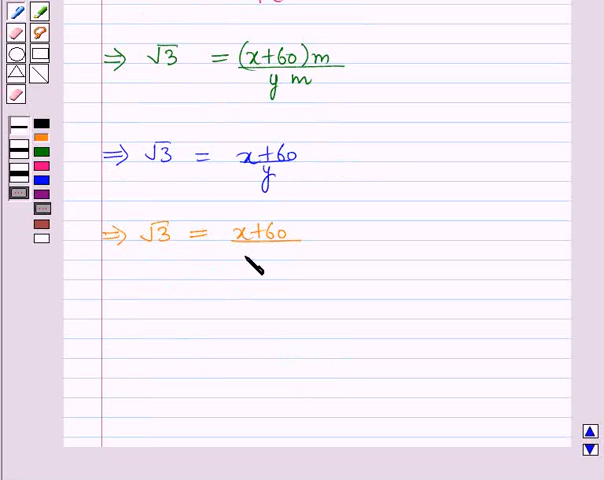 ⇒ √3 = (x+60)m / y m
⇒ √3 = x+60 / y
⇒ √3 = x+60 /